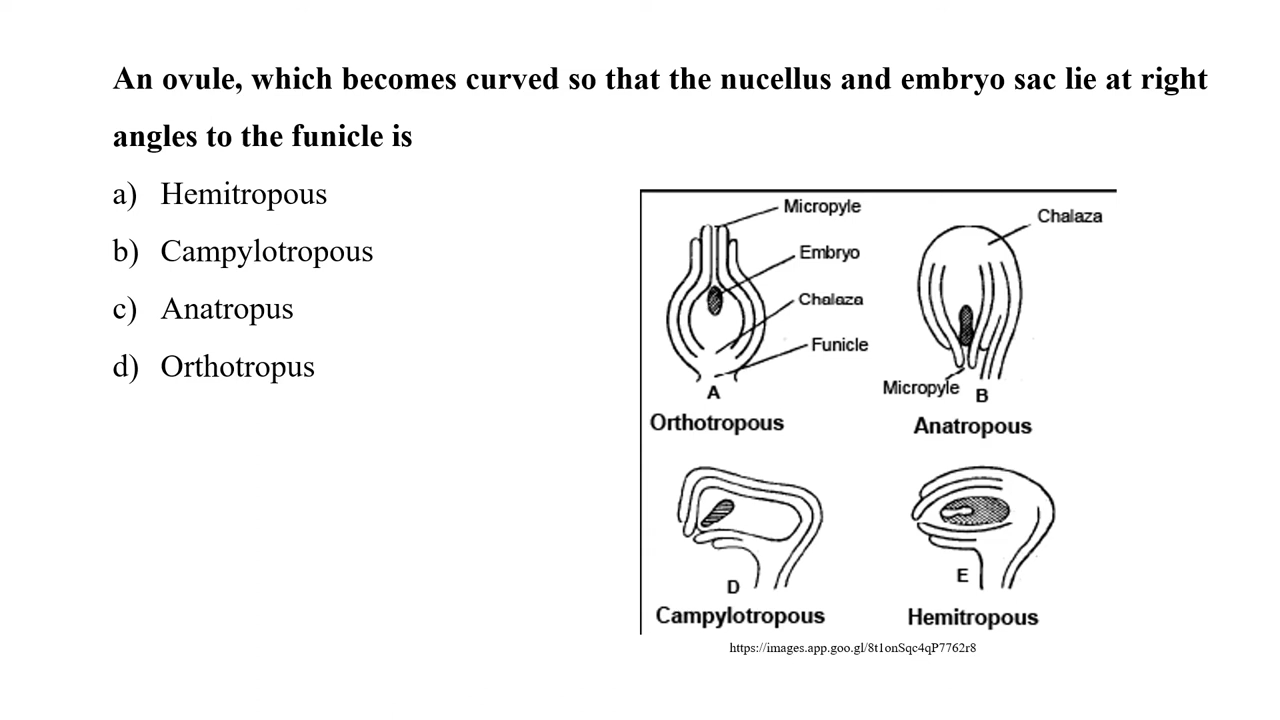 An ovule, which becomes curved so that the nucellus and embryo sac lie at right
angles to the funicle is
a) Hemitropous
b) Campylotropous
c) Anatropus
d) Orthotropus
Micropyle
Embryo
Chalaza
Funicle
A
Orthotropous
Chalaza
Micropyle
B
Anatropous
D
Campylotropous
E
Hemitropous
https://images.app.goo.gl/8t1onSqc4qP7762r8